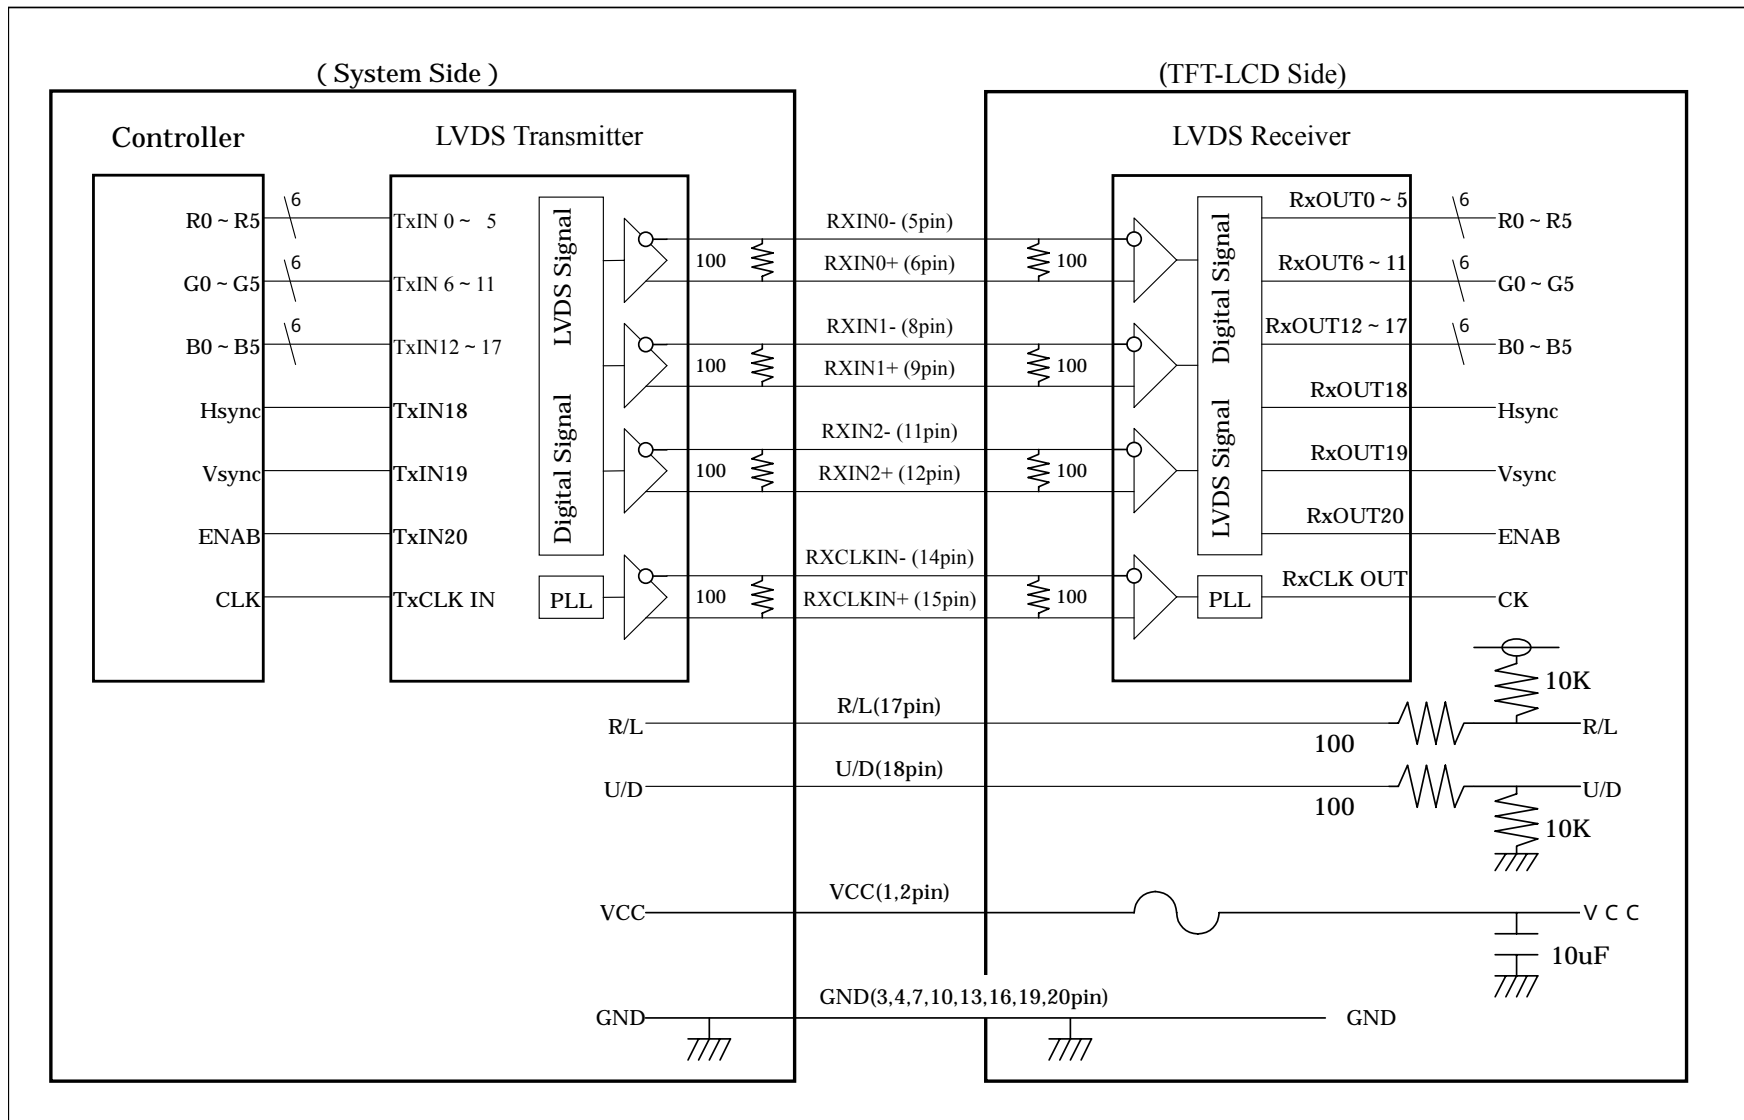 ( System Side )
(TFT-LCD Side)
Controller
LVDS Transmitter
LVDS Receiver
R0 ~ R5
6
TxIN 0 ~ 5
G0 ~ G5
6
TxIN 6 ~ 11
B0 ~ B5
6
TxIN12 ~ 17
Hsync
TxIN18
Vsync
TxIN19
ENAB
TxIN20
CLK
TxCLK IN
LVDS Signal
Digital Signal
PLL
100
RXIN0- (5pin)
RXIN0+ (6pin)
100
100
RXIN1- (8pin)
RXIN1+ (9pin)
100
100
RXIN2- (11pin)
RXIN2+ (12pin)
100
100
RXCLKIN- (14pin)
RXCLKIN+ (15pin)
100
Digital Signal
LVDS Signal
PLL
RxOUT0 ~ 5
6
R0 ~ R5
RxOUT6 ~ 11
6
G0 ~ G5
RxOUT12 ~ 17
6
B0 ~ B5
RxOUT18
Hsync
RxOUT19
Vsync
RxOUT20
ENAB
RxCLK OUT
CK
10K
R/L
R/L(17pin)
100
R/L
U/D
U/D(18pin)
100
U/D
10K
VCC
VCC(1,2pin)
V C C
10uF
GND
GND(3,4,7,10,13,16,19,20pin)
GND